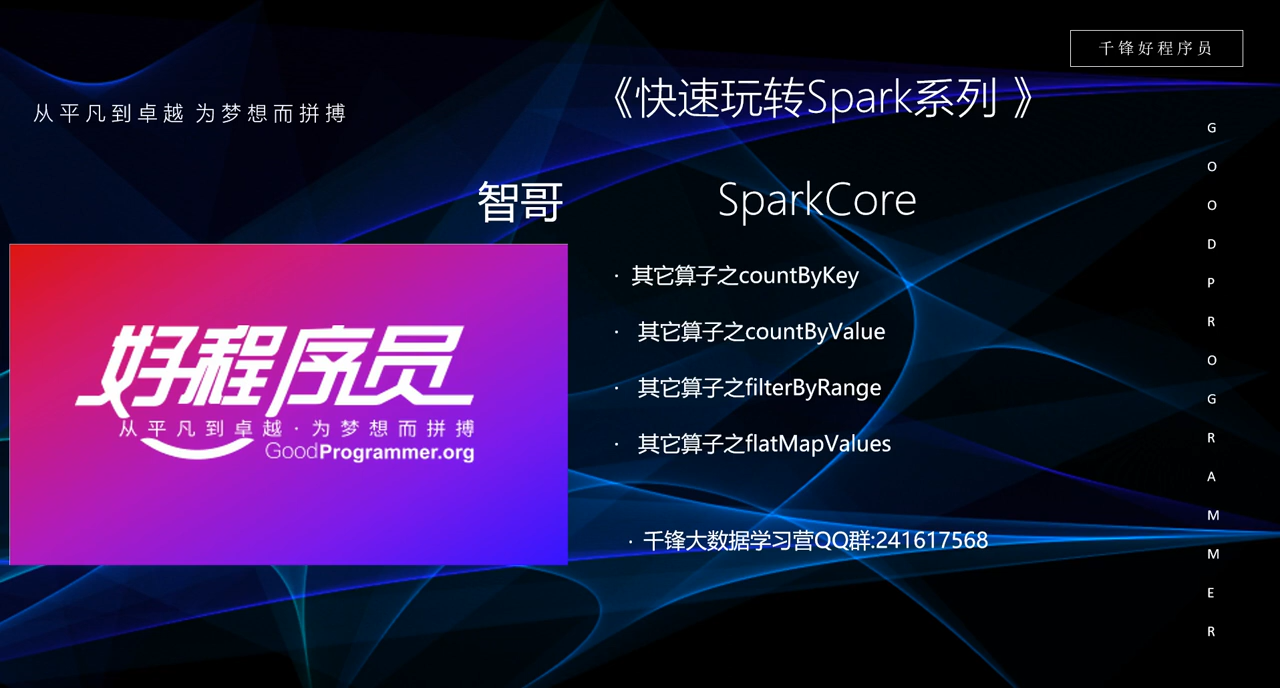 千锋好程序员
从平凡到卓越 为梦想而拼搏
《快速玩转Spark系列 》
智哥
SparkCore
好程序员
从平凡到卓越·为梦想而拼搏
GoodProgrammer.org
· 其它算子之countByKey
· 其它算子之countByValue
· 其它算子之filterByRange
· 其它算子之flatMapValues
· 千锋大数据学习营QQ群:241617568
GOODPROGRAMMER